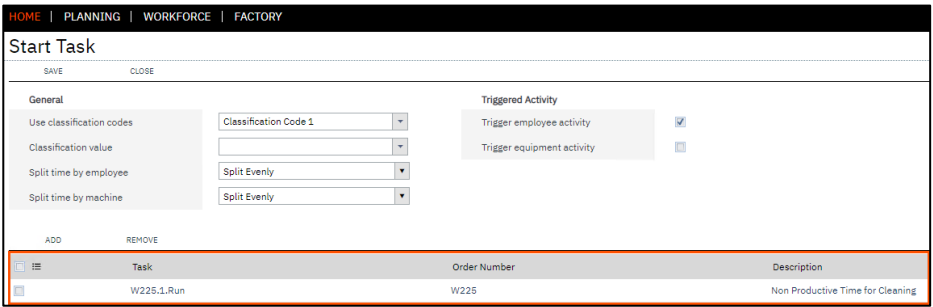 HOME | PLANNING | WORKFORCE | FACTORY
Start Task
SAVE CLOSE
General Triggered Activity
Use classification codes Classification Code 1 Trigger employee activity
Classification value Trigger equipment activity
Split time by employee Split Evenly
Split time by machine Split Evenly
ADD REMOVE
Task Order Number Description
W225.1.Run W225 Non Productive Time for Cleaning